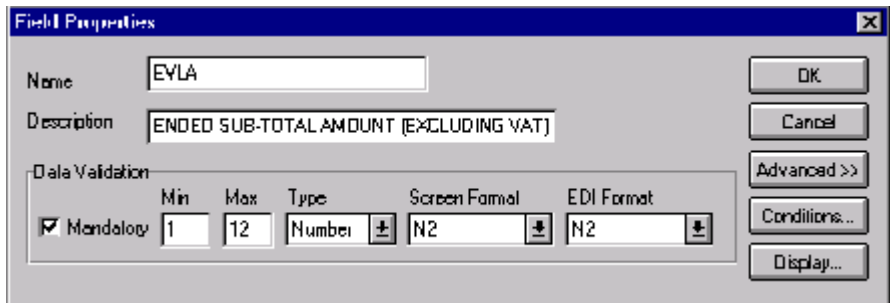 Field Properties
Name
EVLA
OK
Description
ENDED SUB-TOTAL AMOUNT (EXCLUDING VAT)
Cancel
Data Validation
Advanced >>
Min Max Type Screen Format EDI Format
Mandatory 1 12 Number N2 N2
Conditions...
Display...